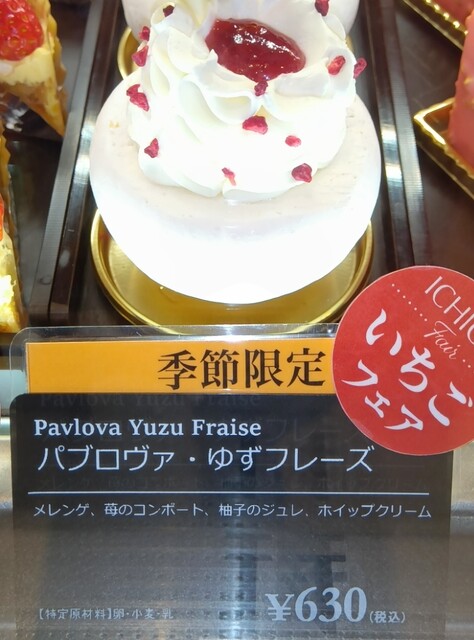 季節限定
ICHI
Fair
いちご
フェア
Pavlova Yuzu Fraise
パブロヴァ・ゆずフレーズ
メレンゲ、苺のコンポート、柚子のジュレ、ホイップクリーム
【特定原材料】卵・小麦・乳
¥630(税込)